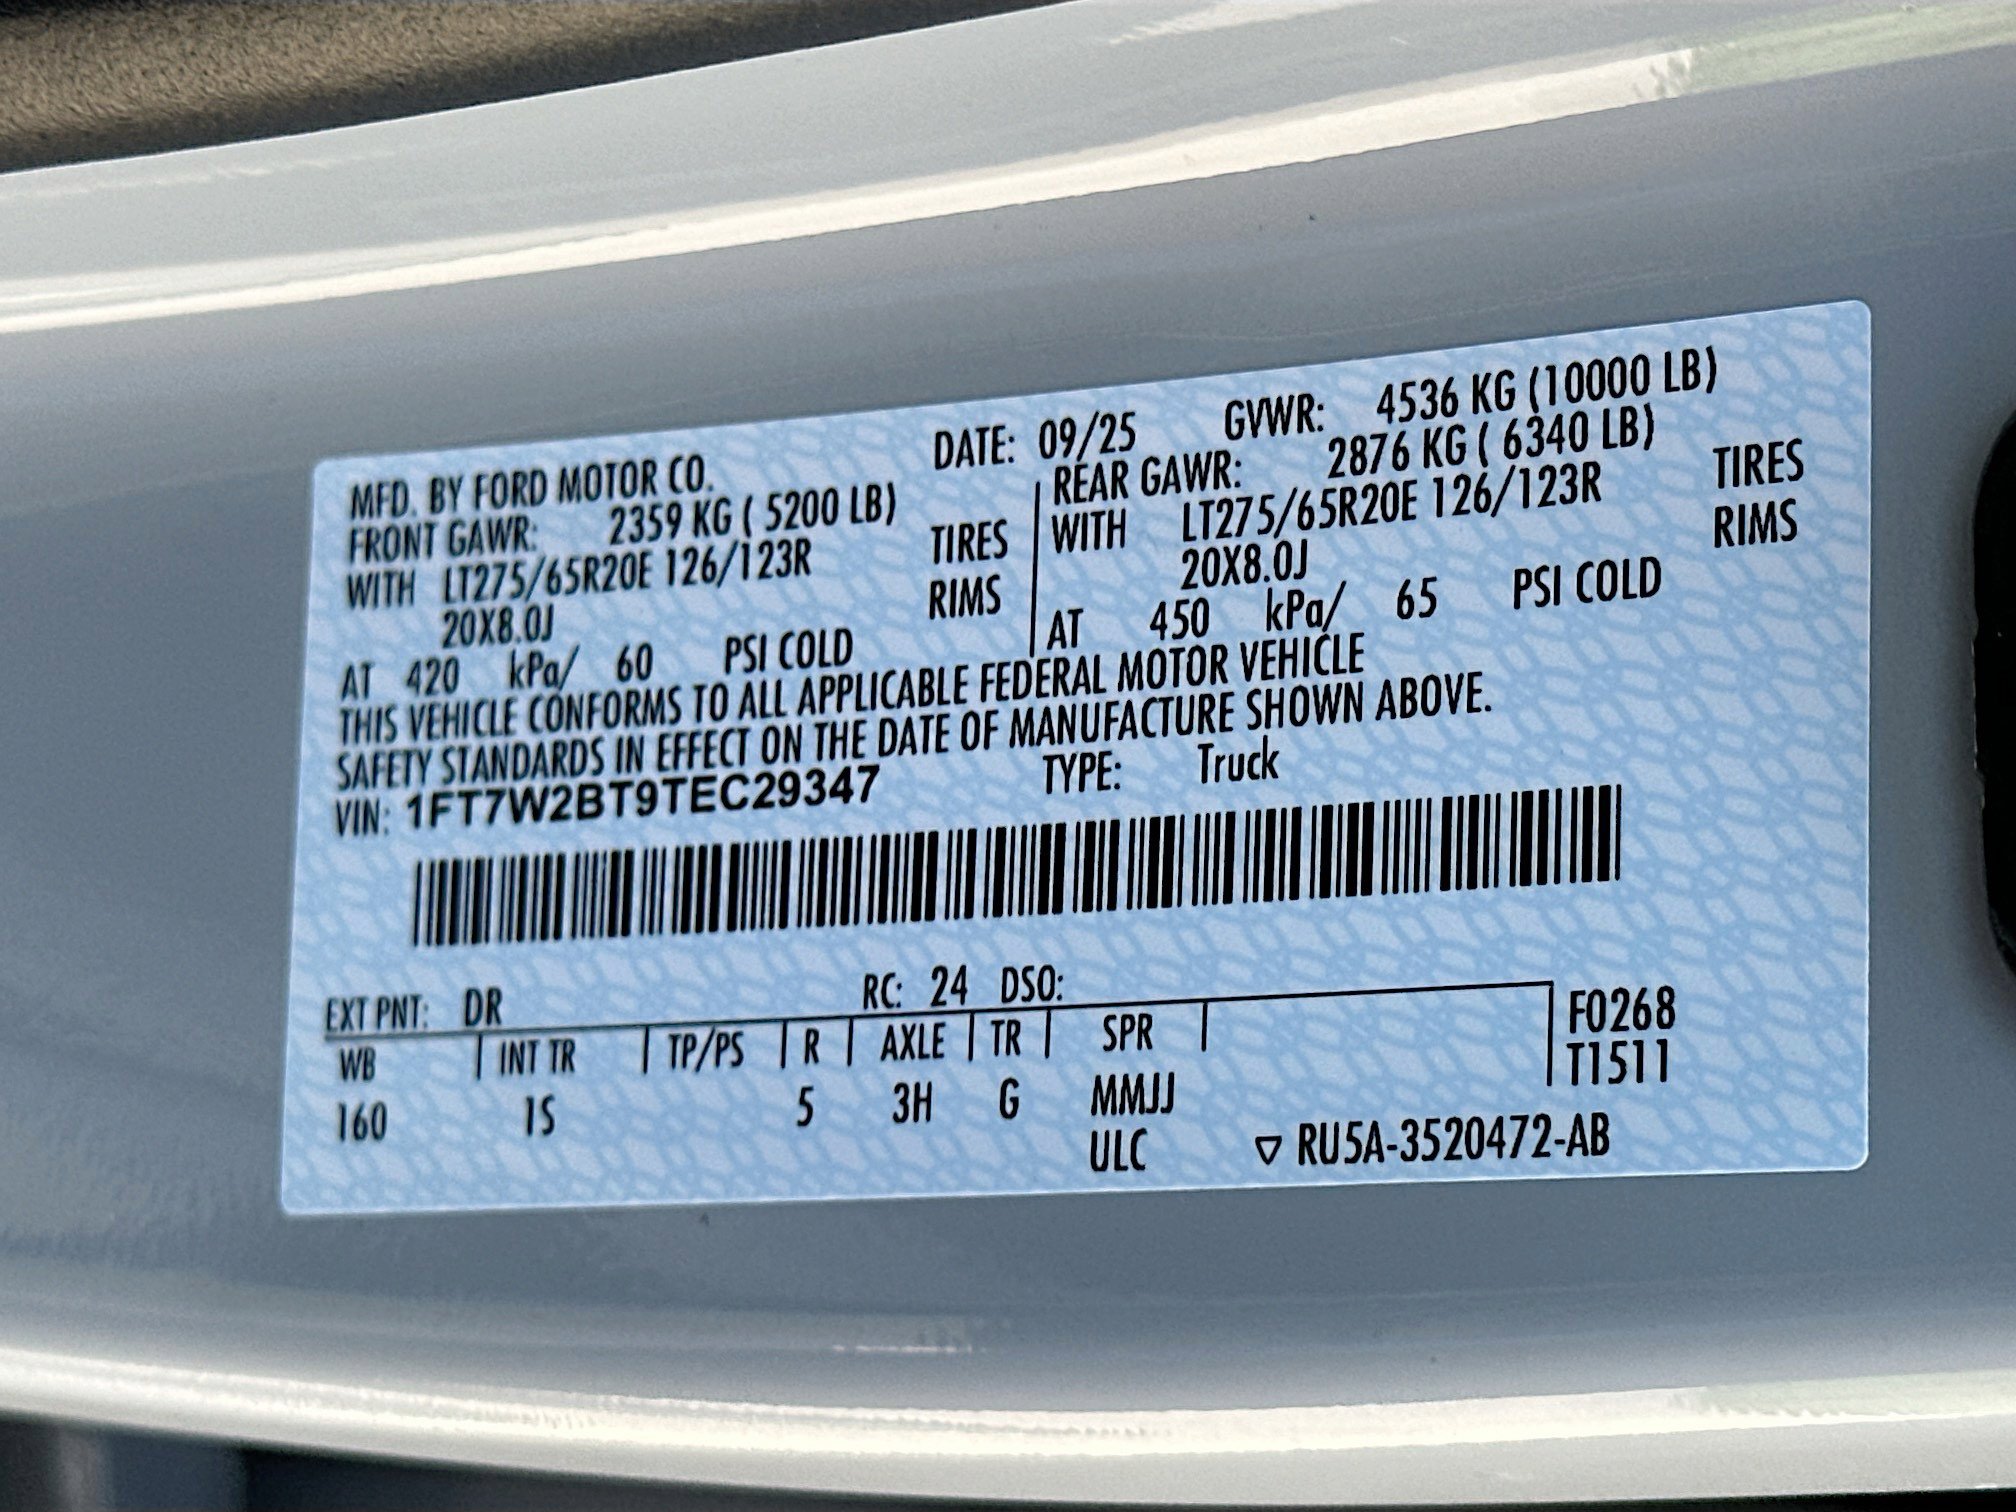 MFD. BY FORD MOTOR CO. DATE: 09/25 GVWR: 4536 KG (10000 LB)
FRONT GAWR: 2359 KG ( 5200 LB) REAR GAWR: 2876 KG ( 6340 LB)
WITH LT275/65R20E 126/123R TIRES WITH LT275/65R20E 126/123R TIRES
20X8.0J RIMS 20X8.0J RIMS
AT 420 kPa/ 60 PSI COLD AT 450 kPa/ 65 PSI COLD
THIS VEHICLE CONFORMS TO ALL APPLICABLE FEDERAL MOTOR VEHICLE
SAFETY STANDARDS IN EFFECT ON THE DATE OF MANUFACTURE SHOWN ABOVE.
VIN: 1FT7W2BT9TEC29347 TYPE: Truck
EXT PNT: DR RC: 24 DSO:
WB INT TR TP/PS R AXLE TR SPR F0268
160 1S 5 3H G MMJJ T1511
ULC ▽ RU5A-3520472-AB